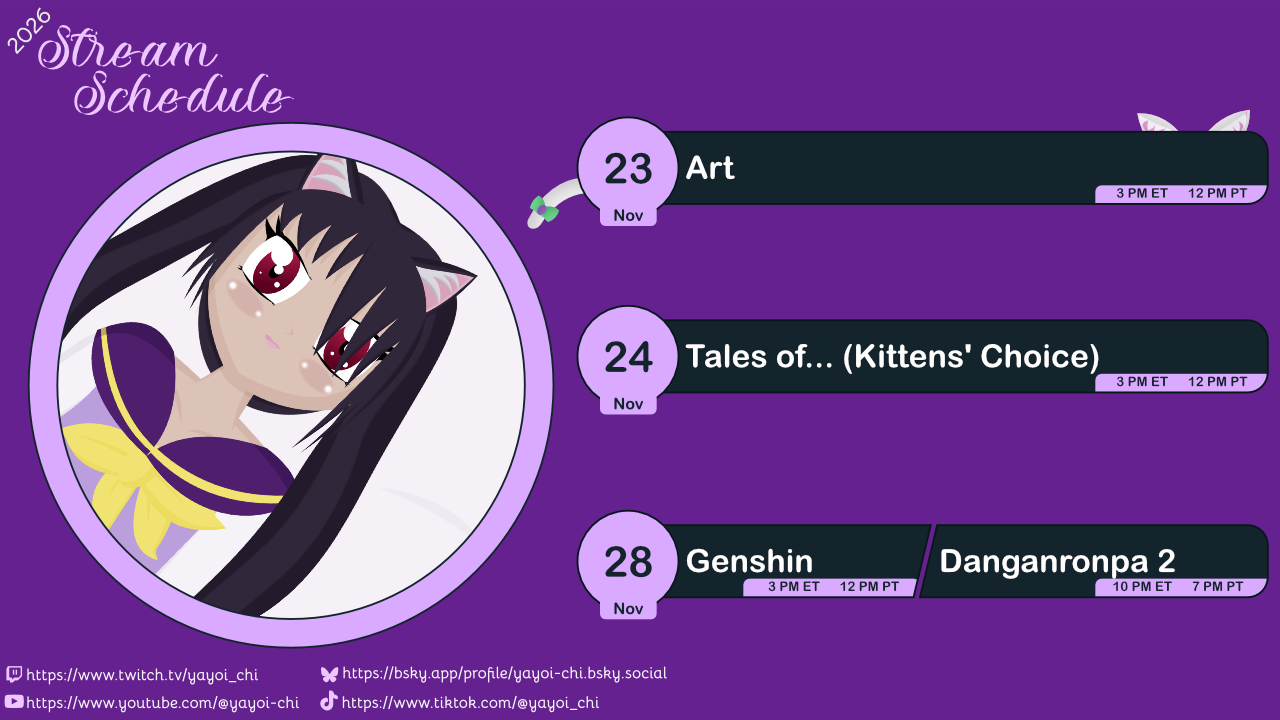 2026
Stream
Schedule
23
Nov
Art
3 PM ET 12 PM PT
24
Nov
Tales of... (Kittens' Choice)
3 PM ET 12 PM PT
28
Nov
Genshin
3 PM ET 12 PM PT
Danganronpa 2
10 PM ET 7 PM PT
https://www.twitch.tv/yayoi_chi
https://bsky.app/profile/yayoi-chi.bsky.social
https://www.youtube.com/@yayoi-chi
https://www.tiktok.com/@yayoi_chi